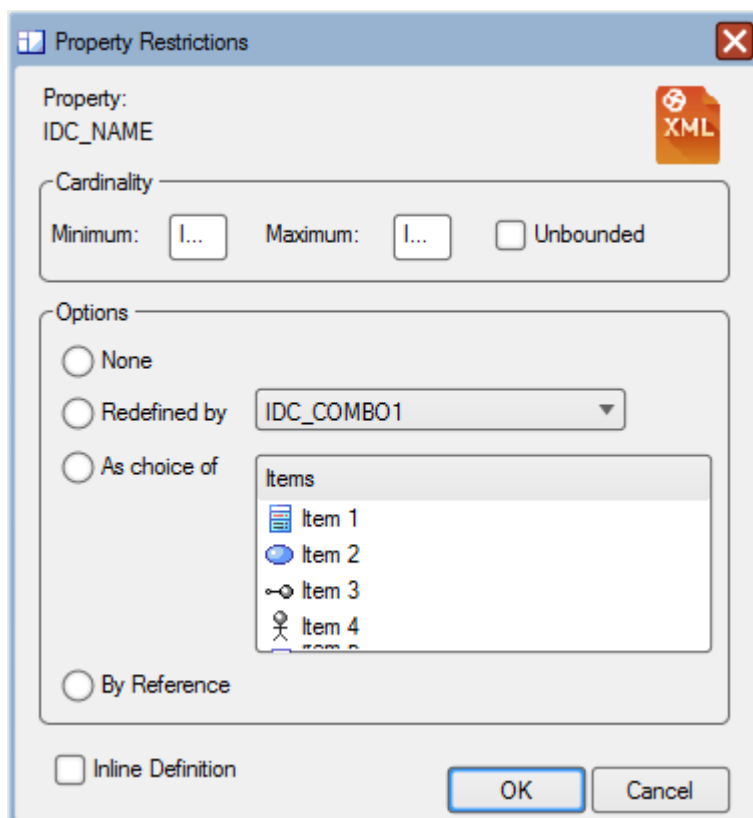 Property Restrictions
Property:
IDC_NAME
XML
Cardinality
Minimum: I... Maximum: I... Unbounded
Options
None
Redefined by IDC_COMBO1
As choice of
Items
Item 1
Item 2
Item 3
Item 4
By Reference
Inline Definition
OK Cancel